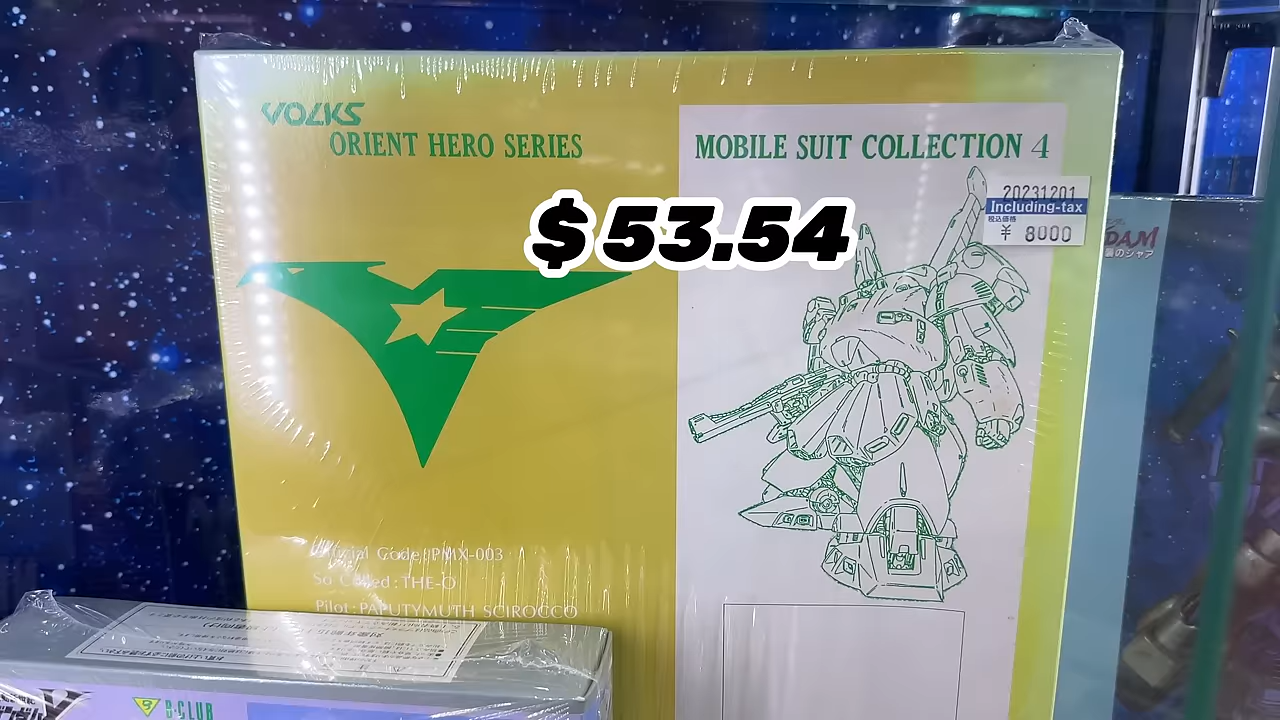 VOLKS
ORIENT HERO SERIES
MOBILE SUIT COLLECTION 4
20231201
Including-tax
税込価格
¥ 8000
$53.54
Code: PMX-003
So Called: THE-O
Pilot: PAPUTYMUTH SCIROCCO
B-CLUB